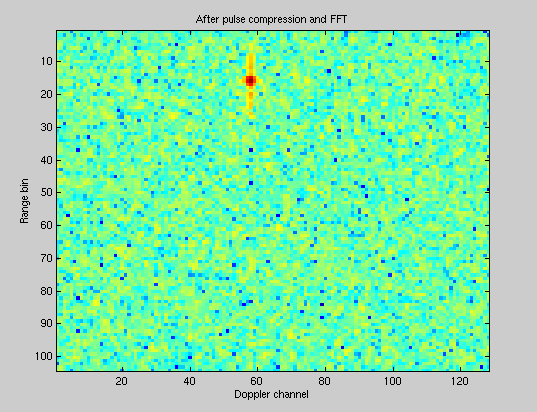 After pulse compression and FFT
10
20
30
40
50
60
70
80
90
100
Range bin
20 40 60 80 100 120
Doppler channel